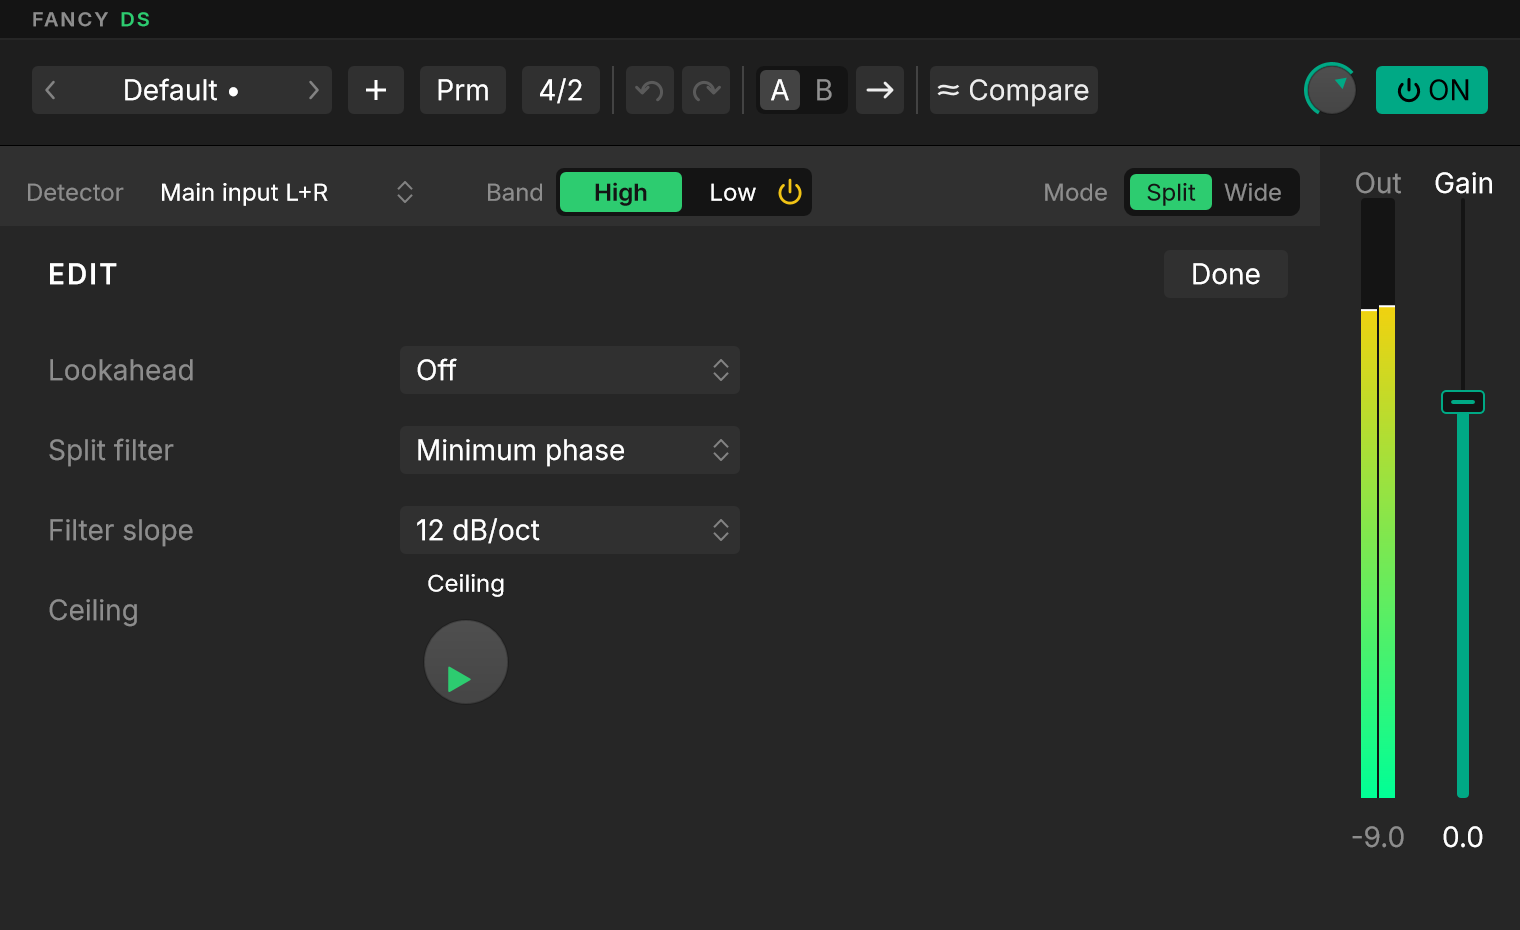 FANCY DS
Default •
+ Prm 4/2 A B → ≈ Compare ON
Detector Main input L+R Band High Low Mode Split Wide Out Gain
EDIT Done
Lookahead Off
Split filter Minimum phase
Filter slope 12 dB/oct
Ceiling
Ceiling
-9.0 0.0